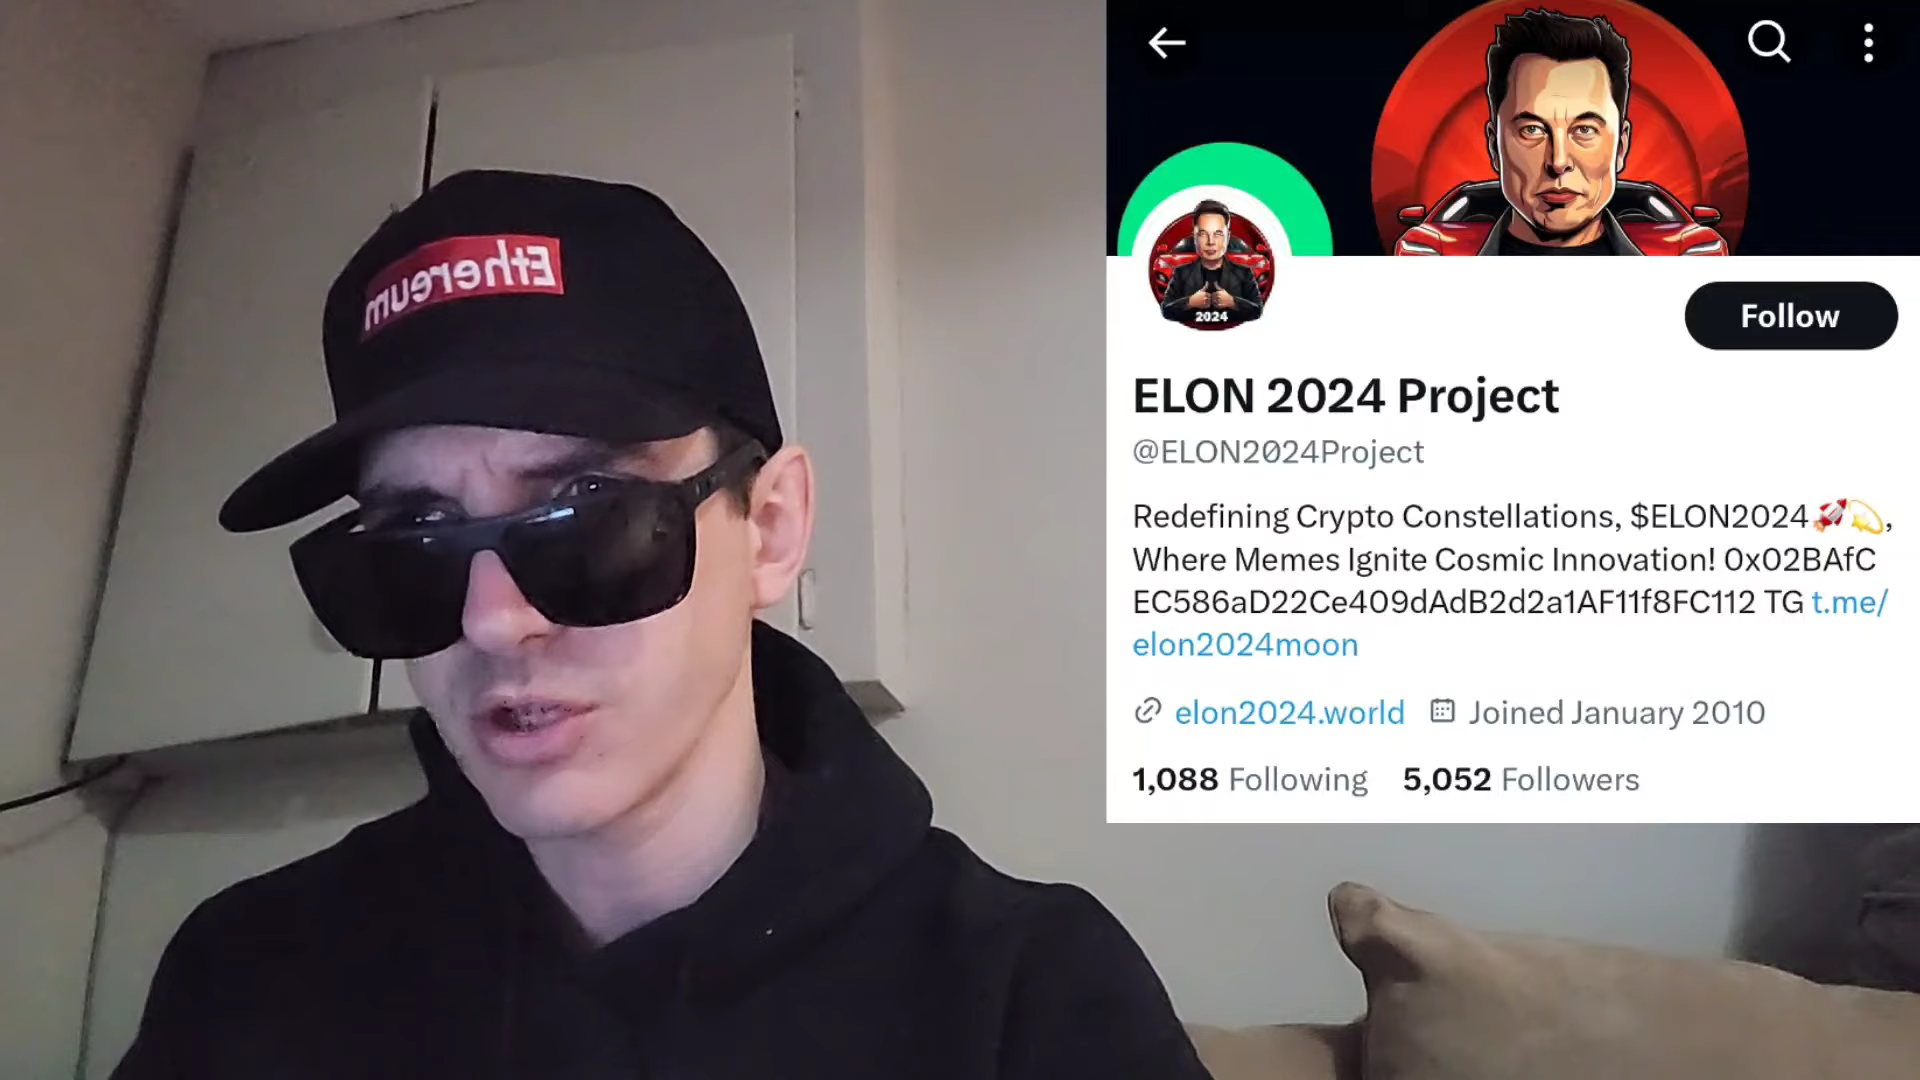 Ethereum
2024
Follow
ELON 2024 Project
@ELON2024Project
Redefining Crypto Constellations, $ELON2024🚀💫,
Where Memes Ignite Cosmic Innovation! 0x02BAfC
EC586aD22Ce409dAdB2d2a1AF11f8FC112 TG t.me/
elon2024moon
elon2024.world Joined January 2010
1,088 Following 5,052 Followers